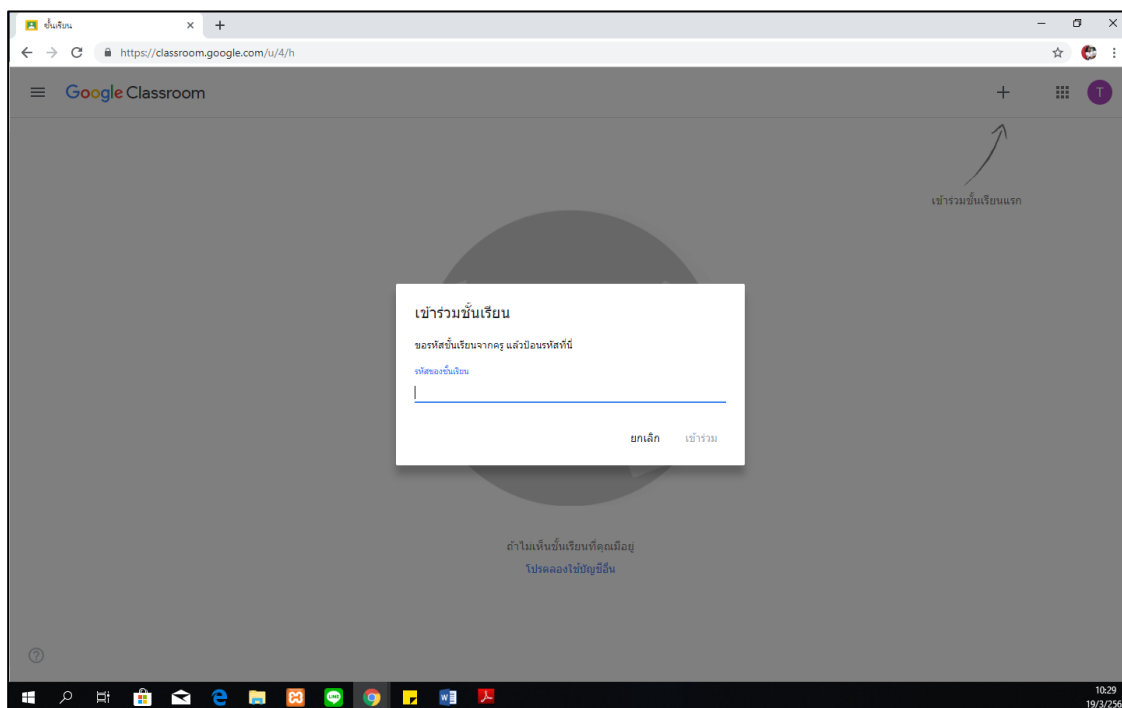 ชั้นเรียน
https://classroom.google.com/u/4/h
Google Classroom
T
เข้าร่วมชั้นเรียนแรก
เข้าร่วมชั้นเรียน
ขอรหัสชั้นเรียนจากครู แล้วป้อนรหัสที่นี่
รหัสของชั้นเรียน
ยกเลิก เข้าร่วม
ถ้าไม่เห็นชั้นเรียนที่คุณมีอยู่
โปรดลองใช้บัญชีอื่น
10:29
19/3/256